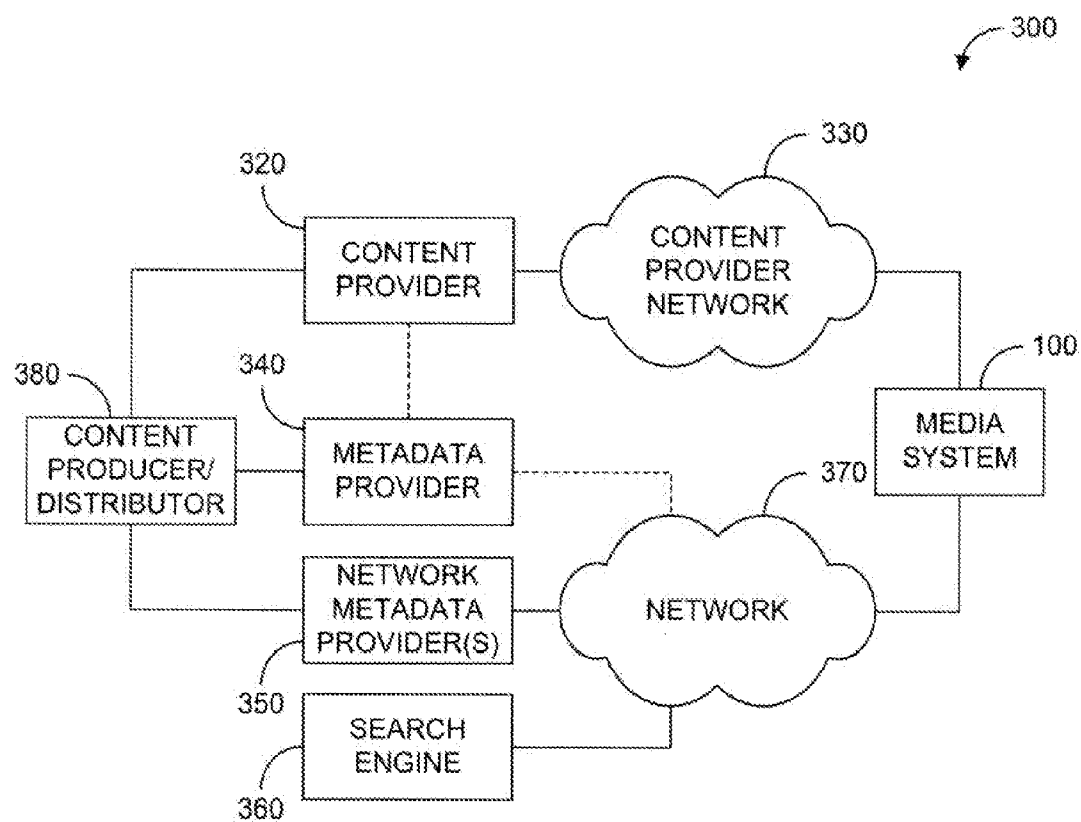 300
330
320
CONTENT
PROVIDER
CONTENT
PROVIDER
NETWORK
340
100
380
CONTENT
PRODUCER/
DISTRIBUTOR
METADATA
PROVIDER
MEDIA
SYSTEM
370
NETWORK
METADATA
PROVIDER(S)
NETWORK
350
SEARCH
ENGINE
360